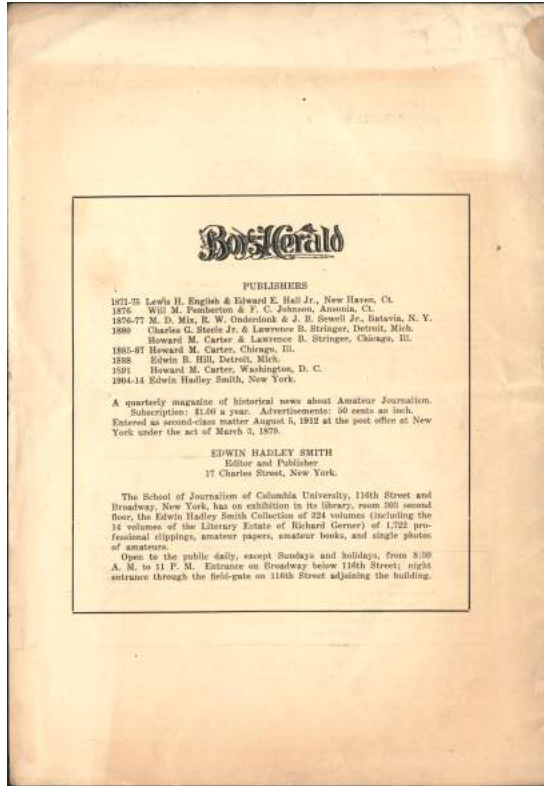 Boys' Herald
PUBLISHERS
1871-75 Lewis H. English & Edward E. Hall Jr., New Haven, Ct.
1876 Will M. Pemberton & F. C. Johnson, Ansonia, Ct.
1876-77 M. D. Mix, R. W. Onderdonk & J. B. Sewell Jr., Batavia, N. Y.
1880 Charles G. Steele Jr. & Lawrence B. Stringer, Detroit, Mich.
Howard M. Carter & Lawrence B. Stringer, Chicago, Ill.
1885-87 Howard M. Carter, Chicago, Ill.
1888 Edwin B. Hill, Detroit, Mich.
1891 Howard M. Carter, Washington, D. C.
1904-14 Edwin Hadley Smith, New York.
A quarterly magazine of historical news about Amateur Journalism.
Subscription: $1.00 a year. Advertisements: 50 cents an inch.
Entered as second-class matter August 5, 1912 at the post office at New
York under the act of March 3, 1879.
EDWIN HADLEY SMITH
Editor and Publisher
17 Charles Street, New York.
The School of Journalism of Columbia University, 116th Street and
Broadway, New York, has on exhibition in its library, room 303 second
floor, the Edwin Hadley Smith Collection of 324 volumes (including the
14 volumes of the Literary Estate of Richard Gerner) of 1,722 pro-
fessional clippings, amateur papers, amateur books, and single photos
of amateurs.
Open to the public daily, except Sundays and holidays, from 8:30
A. M. to 11 P. M. Entrance on Broadway below 116th Street; night
entrance through the field-gate on 116th Street adjoining the building.